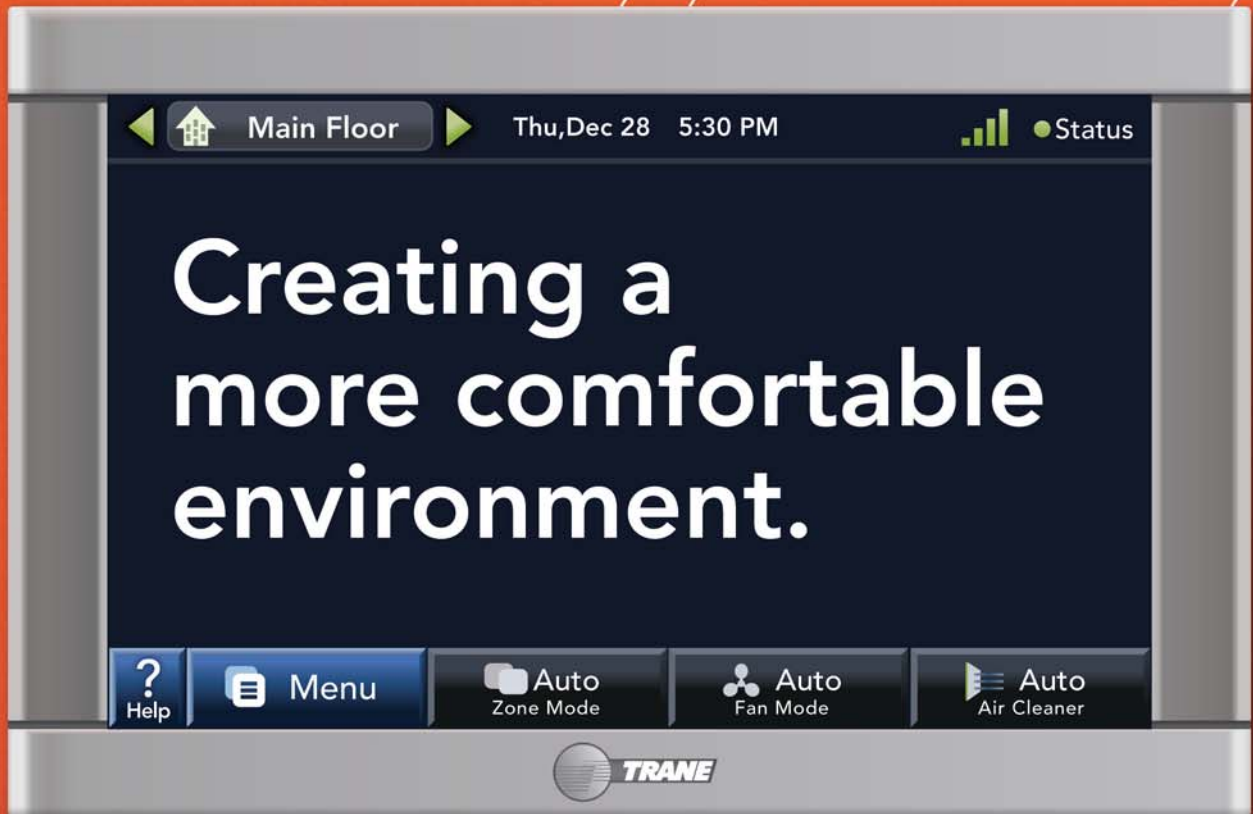 Main Floor Thu,Dec 28 5:30 PM Status
Creating a
more comfortable
environment.
? Help Menu Auto Zone Mode Auto Fan Mode Auto Air Cleaner
TRANE